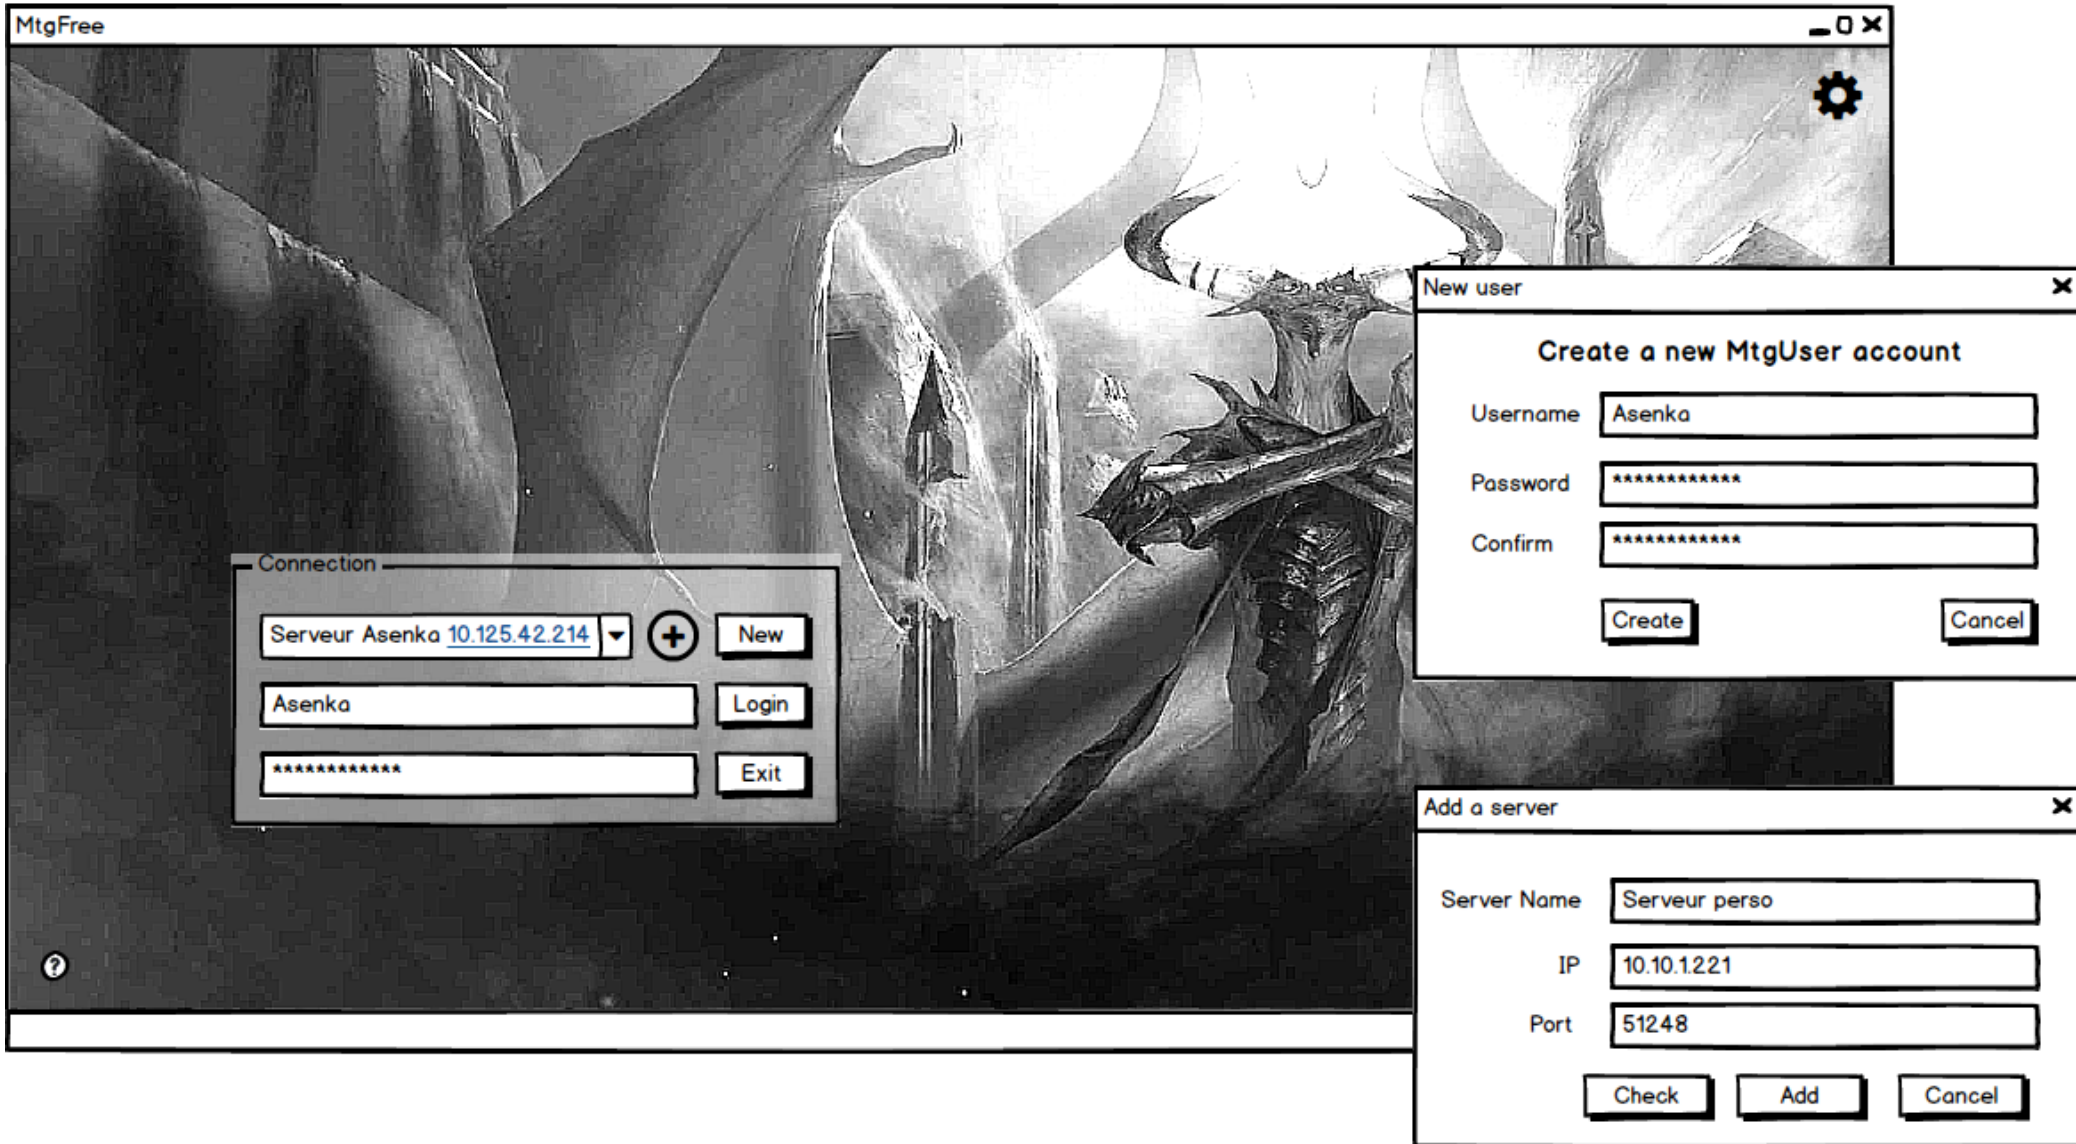 MtgFree
New user
Create a new MtgUser account
Username Asenka
Password ************
Confirm ************
Create Cancel
Connection
Serveur Asenka 10.125.42.214 New
Asenka Login
************ Exit
Add a server
Server Name Serveur perso
IP 10.10.1.221
Port 51248
Check Add Cancel
?